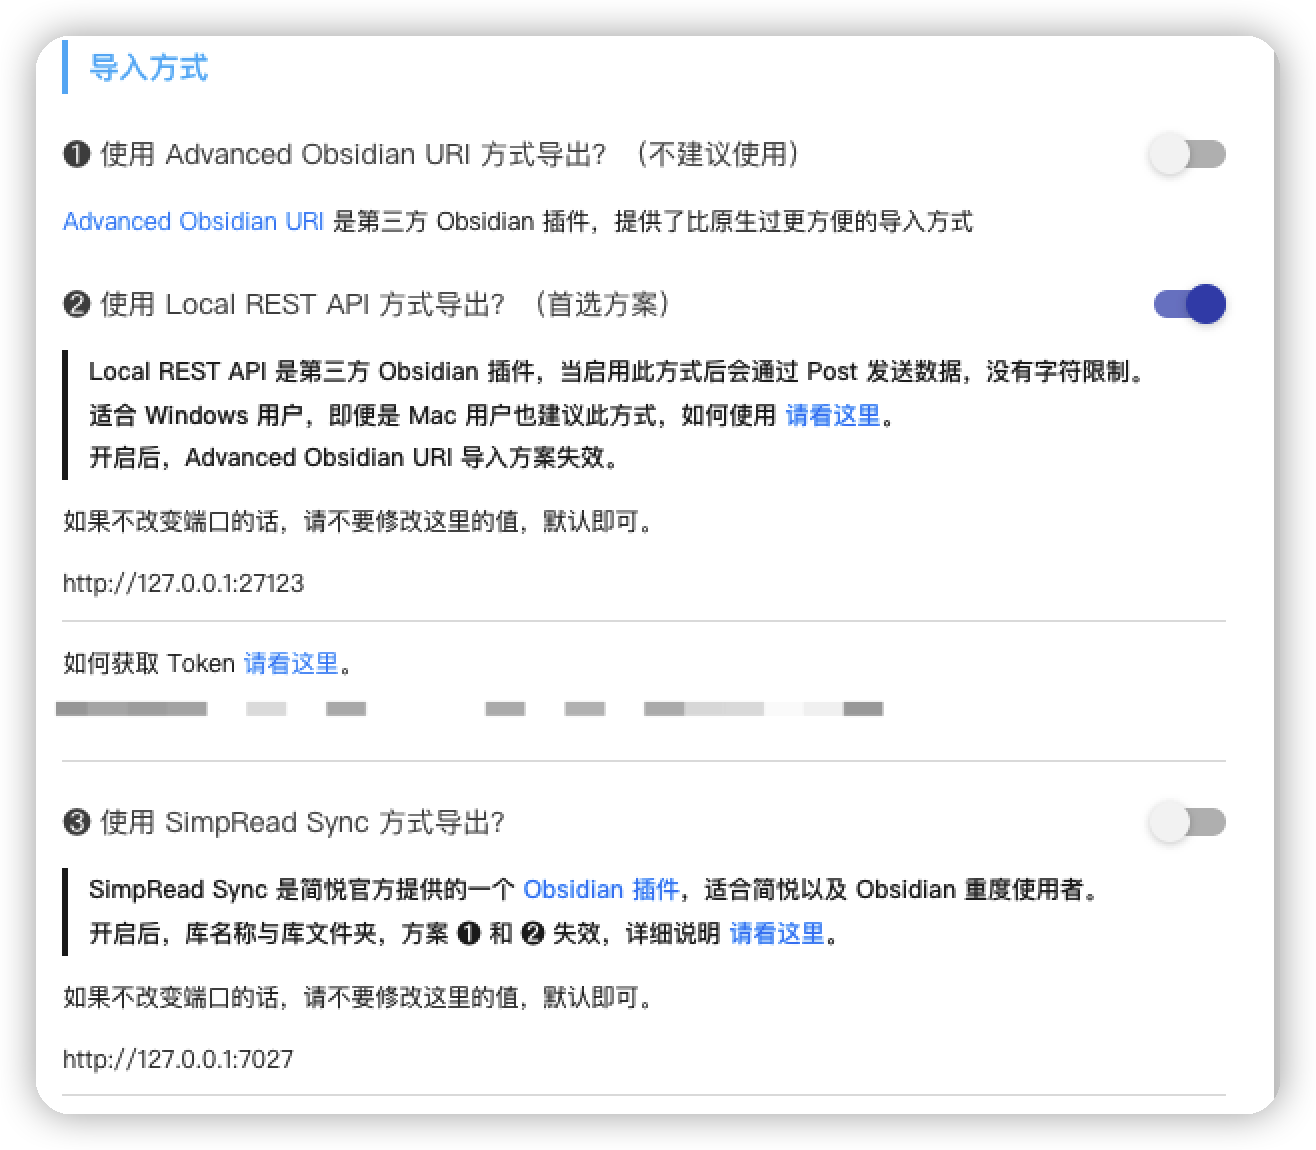 导入方式
❶ 使用 Advanced Obsidian URI 方式导出？（不建议使用）
Advanced Obsidian URI 是第三方 Obsidian 插件，提供了比原生过更方便的导入方式
❷ 使用 Local REST API 方式导出？（首选方案）
Local REST API 是第三方 Obsidian 插件，当启用此方式后会通过 Post 发送数据，没有字符限制。
适合 Windows 用户，即便是 Mac 用户也建议此方式，如何使用 请看这里。
开启后，Advanced Obsidian URI 导入方案失效。
如果不改变端口的话，请不要修改这里的值，默认即可。
http://127.0.0.1:27123
如何获取 Token 请看这里。
❸ 使用 SimpRead Sync 方式导出？
SimpRead Sync 是简悦官方提供的一个 Obsidian 插件，适合简悦以及 Obsidian 重度使用者。
开启后，库名称与库文件夹，方案 ❶ 和 ❷ 失效，详细说明 请看这里。
如果不改变端口的话，请不要修改这里的值，默认即可。
http://127.0.0.1:7027